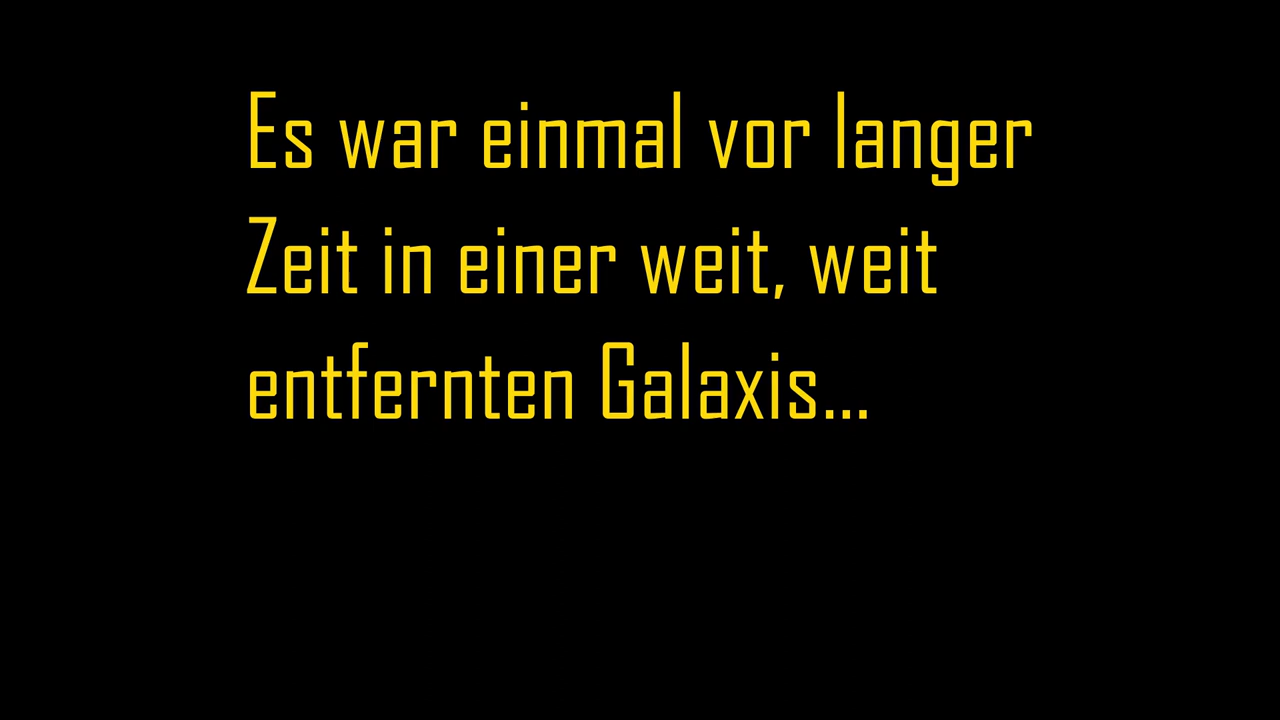 Es war einmal vor langer
Zeit in einer weit, weit
entfernten Galaxis...